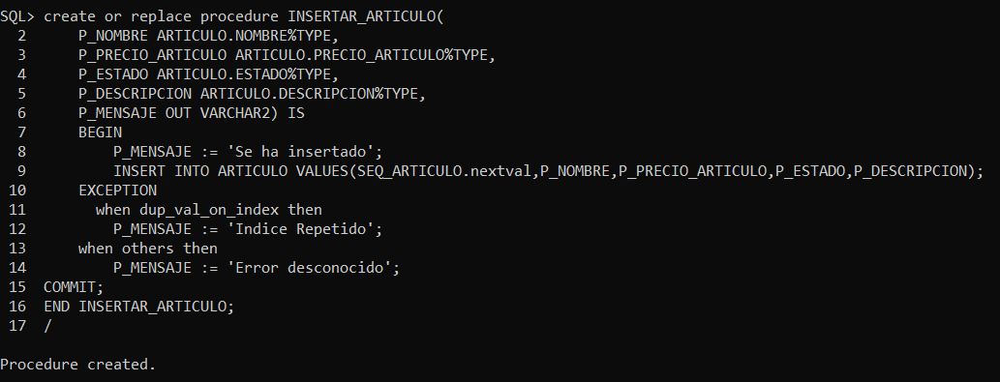 SQL> create or replace procedure INSERTAR_ARTICULO(
  2      P_NOMBRE ARTICULO.NOMBRE%TYPE,
  3      P_PRECIO_ARTICULO ARTICULO.PRECIO_ARTICULO%TYPE,
  4      P_ESTADO ARTICULO.ESTADO%TYPE,
  5      P_DESCRIPCION ARTICULO.DESCRIPCION%TYPE,
  6      P_MENSAJE OUT VARCHAR2) IS
  7      BEGIN
  8          P_MENSAJE := 'Se ha insertado';
  9          INSERT INTO ARTICULO VALUES(SEQ_ARTICULO.nextval,P_NOMBRE,P_PRECIO_ARTICULO,P_ESTADO,P_DESCRIPCION);
 10      EXCEPTION
 11        when dup_val_on_index then
 12          P_MENSAJE := 'Indice Repetido';
 13      when others then
 14          P_MENSAJE := 'Error desconocido';
 15  COMMIT;
 16  END INSERTAR_ARTICULO;
 17  /
Procedure created.